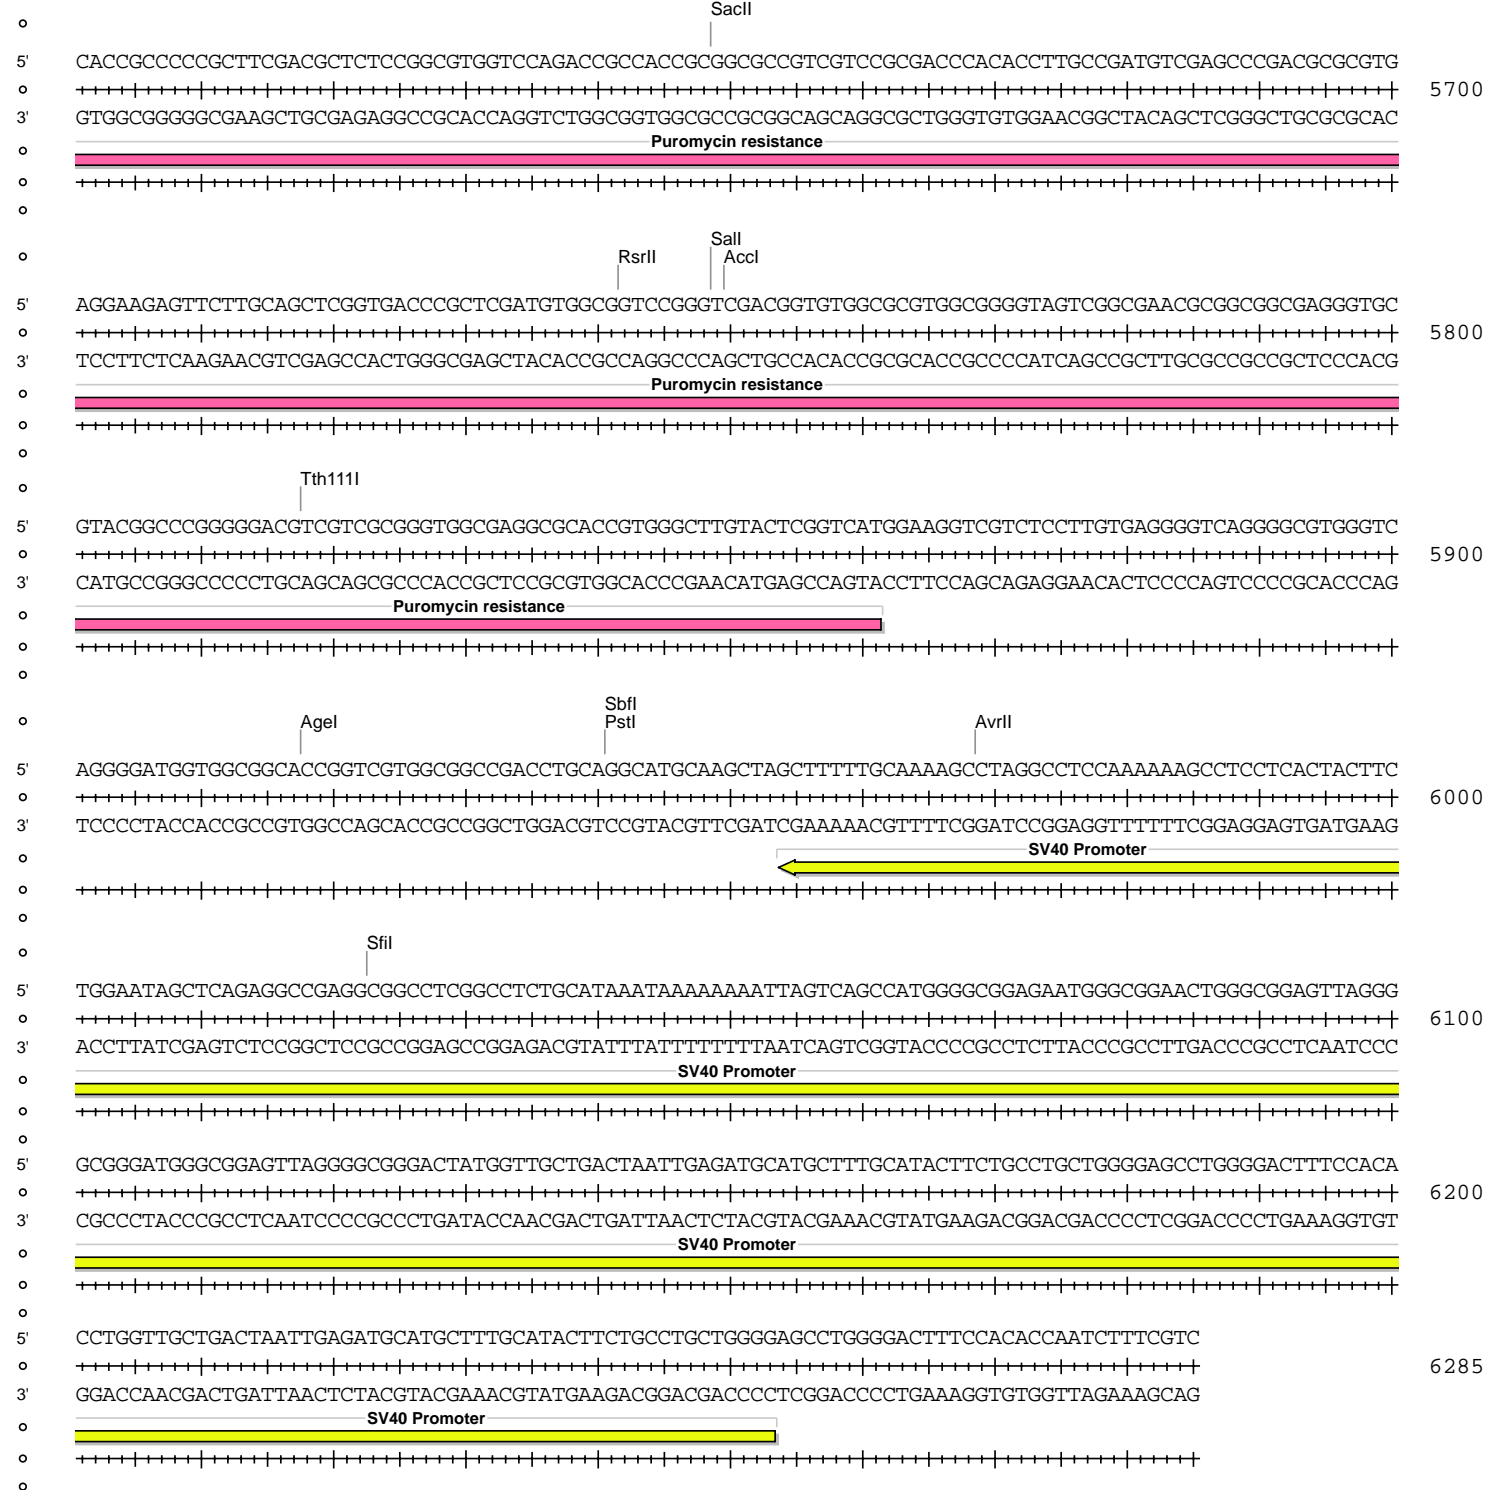 SacII
5' CACCGCCCCCGCTTCGACGCTCTCCGGCGTGGTCCAGACCGCCACCGCGGCGCCGTCGTCCGCGACCCACACCTTGCCGATGTCGAGCCCGACGCGCGTG
5700
3' GTGGCGGGGGCGAAGCTGCGAGAGGCCGCACCAGGTCTGGCGGTGGCGCCGCGGCAGCAGGCGCTGGGTGTGGAACGGCTACAGCTCGGGCTGCGCGCAC
Puromycin resistance
SalI
RsrII AccI
5' AGGAAGAGTTCTTGCAGCTCGGTGACCCGCTCGATGTGGCGGTCCGGGTCGACGGTGTGGCGCGTGGCGGGGTAGTCGGCGAACGCGGCGGCGAGGGTGC
5800
3' TCCTTCTCAAGAACGTCGAGCCACTGGGCGAGCTACACCGCCAGGCCCAGCTGCCACACCGCGCACCGCCCCATCAGCCGCTTGCGCCGCCGCTCCCACG
Puromycin resistance
Tth111I
5' GTACGGCCCGGGGGACGTCGTCGCGGGTGGCGAGGCGCACCGTGGGCTTGTACTCGGTCATGGAAGGTCGTCTCCTTGTGAGGGGTCAGGGGCGTGGGTC
5900
3' CATGCCGGGCCCCCTGCAGCAGCGCCCACCGCTCCGCGTGGCACCCGAACATGAGCCAGTACCTTCCAGCAGAGGAACACTCCCCAGTCCCCGCACCCAG
Puromycin resistance
SbfI
AgeI PstI AvrII
5' AGGGGATGGTGGCGGCACCGGTCGTGGCGGCCGACCTGCAGGCATGCAAGCTAGCTTTTTGCAAAAGCCTAGGCCTCCAAAAAAGCCTCCTCACTACTTC
6000
3' TCCCCTACCACCGCCGTGGCCAGCACCGCCGGCTGGACGTCCGTACGTTCGATCGAAAAACGTTTTCGGATCCGGAGGTTTTTTCGGAGGAGTGATGAAG
SV40 Promoter
SfiI
5' TGGAATAGCTCAGAGGCCGAGGCGGCCTCGGCCTCTGCATAAATAAAAAAAATTAGTCAGCCATGGGGCGGAGAATGGGCGGAACTGGGCGGAGTTAGGG
6100
3' ACCTTATCGAGTCTCCGGCTCCGCCGGAGCCGGAGACGTATTTATTTTTTTTAATCAGTCGGTACCCCGCCTCTTACCCGCCTTGACCCGCCTCAATCCC
SV40 Promoter
5' GCGGGATGGGCGGAGTTAGGGGCGGGACTATGGTTGCTGACTAATTGAGATGCATGCTTTGCATACTTCTGCCTGCTGGGGAGCCTGGGGACTTTCCACA
6200
3' CGCCCTACCCGCCTCAATCCCCGCCCTGATACCAACGACTGATTAACTCTACGTACGAAACGTATGAAGACGGACGACCCCTCGGACCCCTGAAAGGTGT
SV40 Promoter
5' CCTGGTTGCTGACTAATTGAGATGCATGCTTTGCATACTTCTGCCTGCTGGGGAGCCTGGGGACTTTCCACACCAATCTTTCGTC
6285
3' GGACCAACGACTGATTAACTCTACGTACGAAACGTATGAAGACGGACGACCCCTCGGACCCCTGAAAGGTGTGGTTAGAAAGCAG
SV40 Promoter